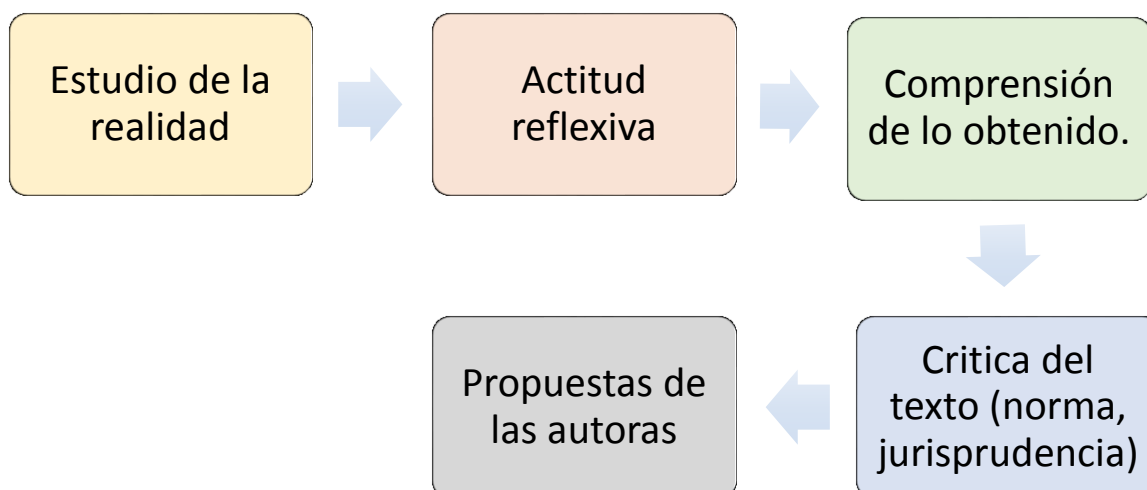 Estudio de la
realidad
Actitud
reflexiva
Comprensión
de lo obtenido.
Critica del
texto (norma,
jurisprudencia)
Propuestas de
las autoras